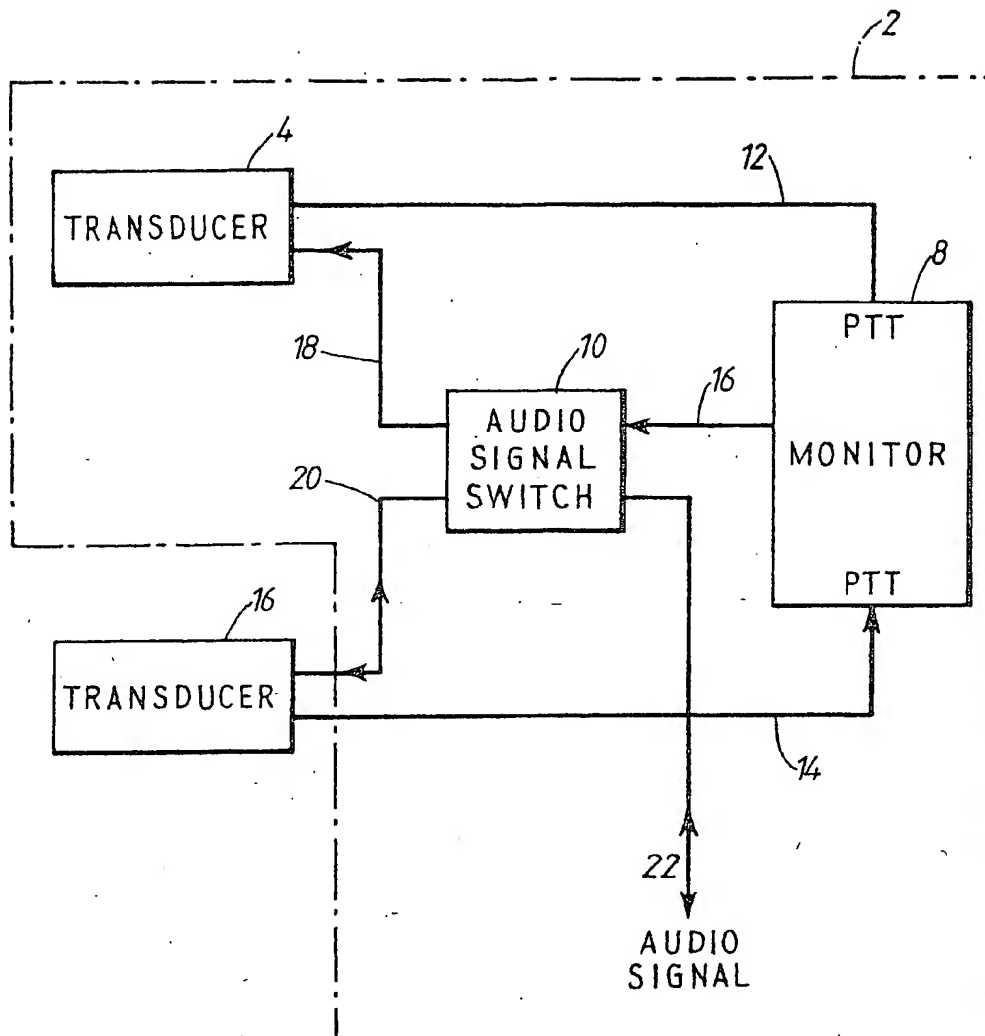 2
4
TRANSDUCER
12
8
PTT
MONITOR
PTT
18
10
AUDIO
SIGNAL
SWITCH
16
20
16
TRANSDUCER
14
22
AUDIO
SIGNAL